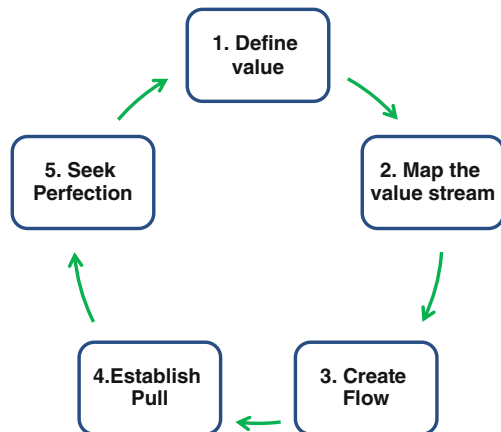 1. Define
value
2. Map the
value stream
3. Create
Flow
4.Establish
Pull
5. Seek
Perfection